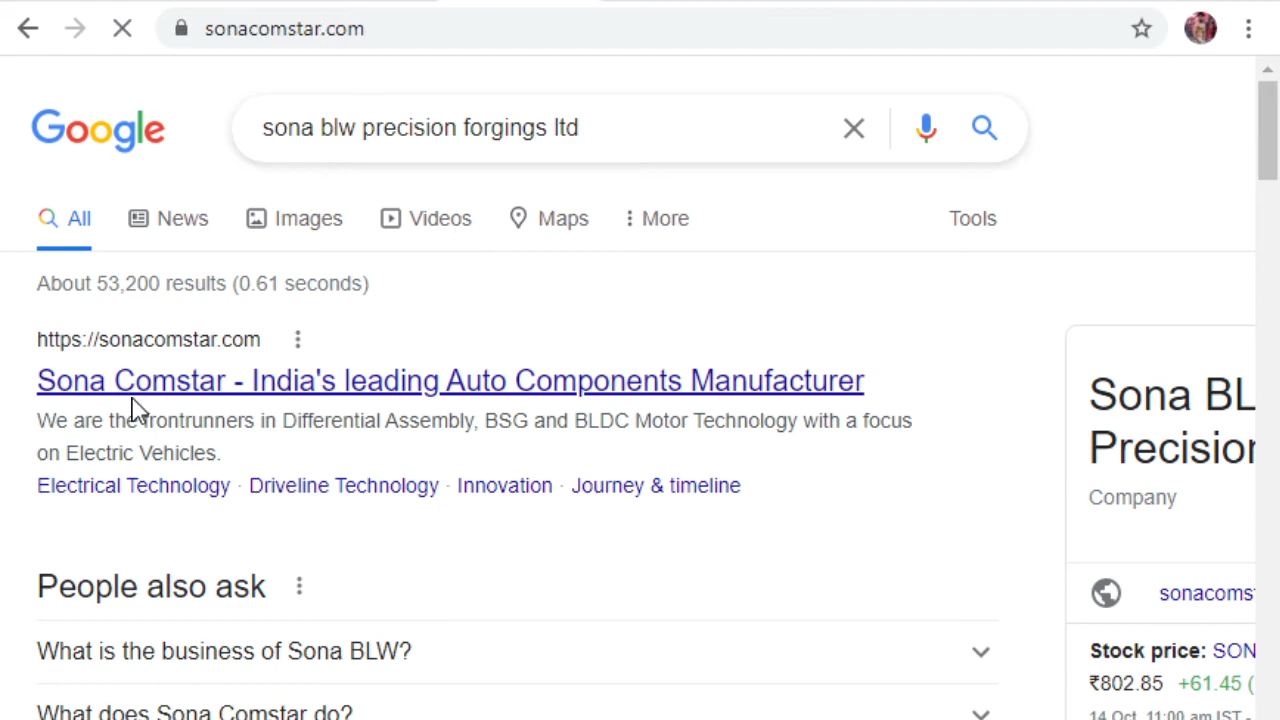 sonacomstar.com
Google
sona blw precision forgings ltd
All News Images Videos Maps More Tools
About 53,200 results (0.61 seconds)
https://sonacomstar.com
Sona Comstar - India's leading Auto Components Manufacturer
We are the frontrunners in Differential Assembly, BSG and BLDC Motor Technology with a focus
on Electric Vehicles.
Electrical Technology · Driveline Technology · Innovation · Journey & timeline
People also ask
What is the business of Sona BLW?
What does Sona Comstar do?
Sona BL
Precision
Company
sonacomst
Stock price: SON
₹802.85 +61.45 (
14 Oct, 11:00 am IST -